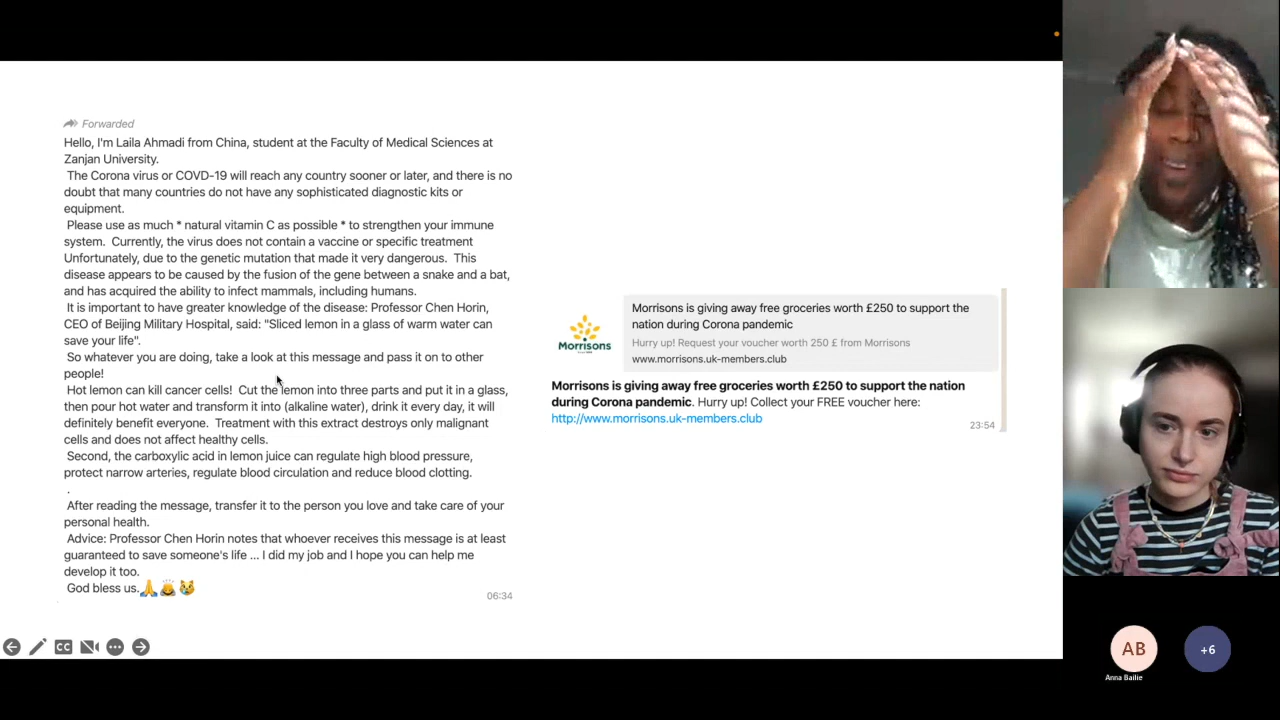 Forwarded
Hello, I'm Laila Ahmadi from China, student at the Faculty of Medical Sciences at
Zanjan University.
The Corona virus or COVD-19 will reach any country sooner or later, and there is no
doubt that many countries do not have any sophisticated diagnostic kits or
equipment.
Please use as much * natural vitamin C as possible * to strengthen your immune
system. Currently, the virus does not contain a vaccine or specific treatment
Unfortunately, due to the genetic mutation that made it very dangerous. This
disease appears to be caused by the fusion of the gene between a snake and a bat,
and has acquired the ability to infect mammals, including humans.
It is important to have greater knowledge of the disease: Professor Chen Horin,
CEO of Beijing Military Hospital, said: "Sliced lemon in a glass of warm water can
save your life".
So whatever you are doing, take a look at this message and pass it on to other
people!
Hot lemon can kill cancer cells! Cut the lemon into three parts and put it in a glass,
then pour hot water and transform it into (alkaline water), drink it every day, it will
definitely benefit everyone. Treatment with this extract destroys only malignant
cells and does not affect healthy cells.
Second, the carboxylic acid in lemon juice can regulate high blood pressure,
protect narrow arteries, regulate blood circulation and reduce blood clotting.
.
After reading the message, transfer it to the person you love and take care of your
personal health.
Advice: Professor Chen Horin notes that whoever receives this message is at least
guaranteed to save someone's life ... I did my job and I hope you can help me
develop it too.
God bless us.🙏🙇😿
06:34
Morrisons
Morrisons is giving away free groceries worth £250 to support the
nation during Corona pandemic
Hurry up! Request your voucher worth 250 £ from Morrisons
www.morrisons.uk-members.club
Morrisons is giving away free groceries worth £250 to support the nation
during Corona pandemic. Hurry up! Collect your FREE voucher here:
http://www.morrisons.uk-members.club
23:54
CC
AB
+6
Anna Bailie